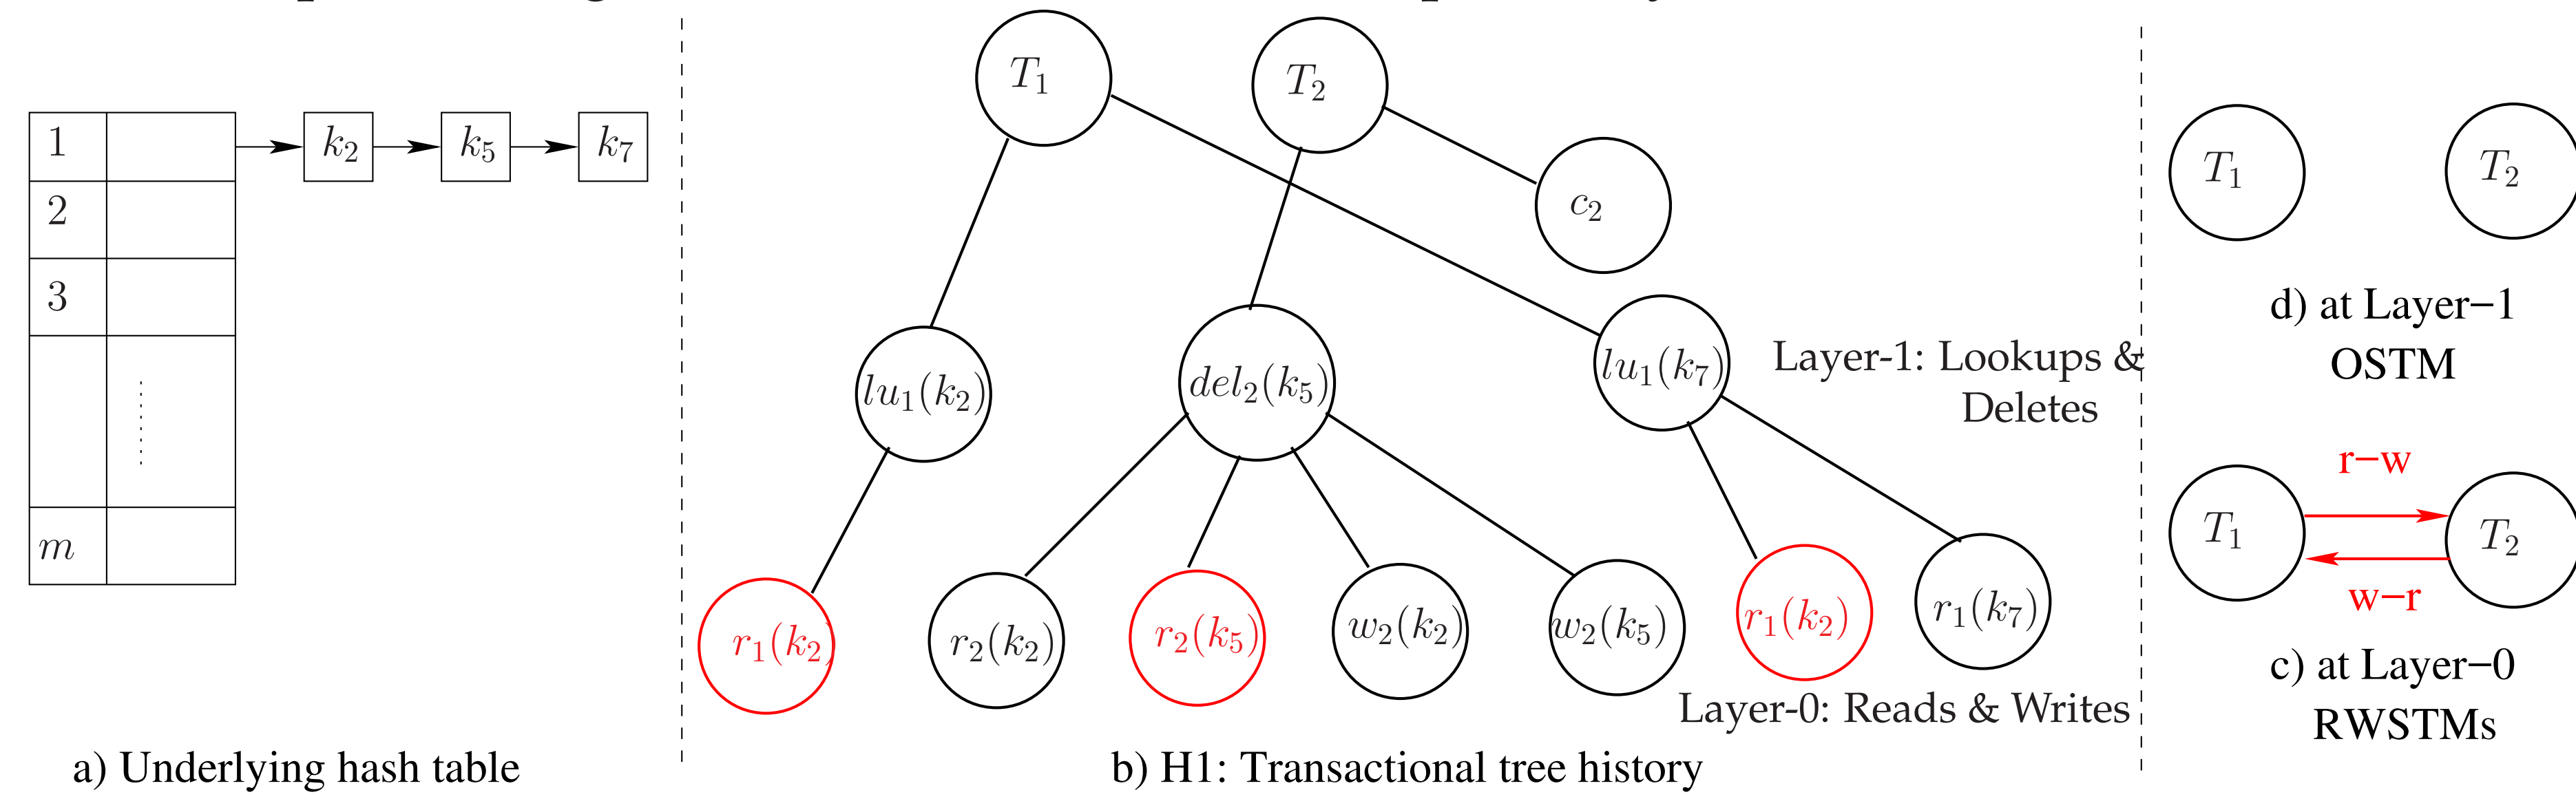 1
2
3
m
k₂
k₅
k₇
a) Underlying hash table
T₁
T₂
c₂
lu₁(k₂)
del₂(k₅)
lu₁(k₇)
Layer-1: Lookups &
Deletes
r₁(k₂)
r₂(k₂)
r₂(k₅)
w₂(k₂)
w₂(k₅)
r₁(k₂)
r₁(k₇)
Layer-0: Reads & Writes
b) H1: Transactional tree history
T₁
T₂
d) at Layer−1
OSTM
r−w
T₁
T₂
w−r
c) at Layer−0
RWSTMs